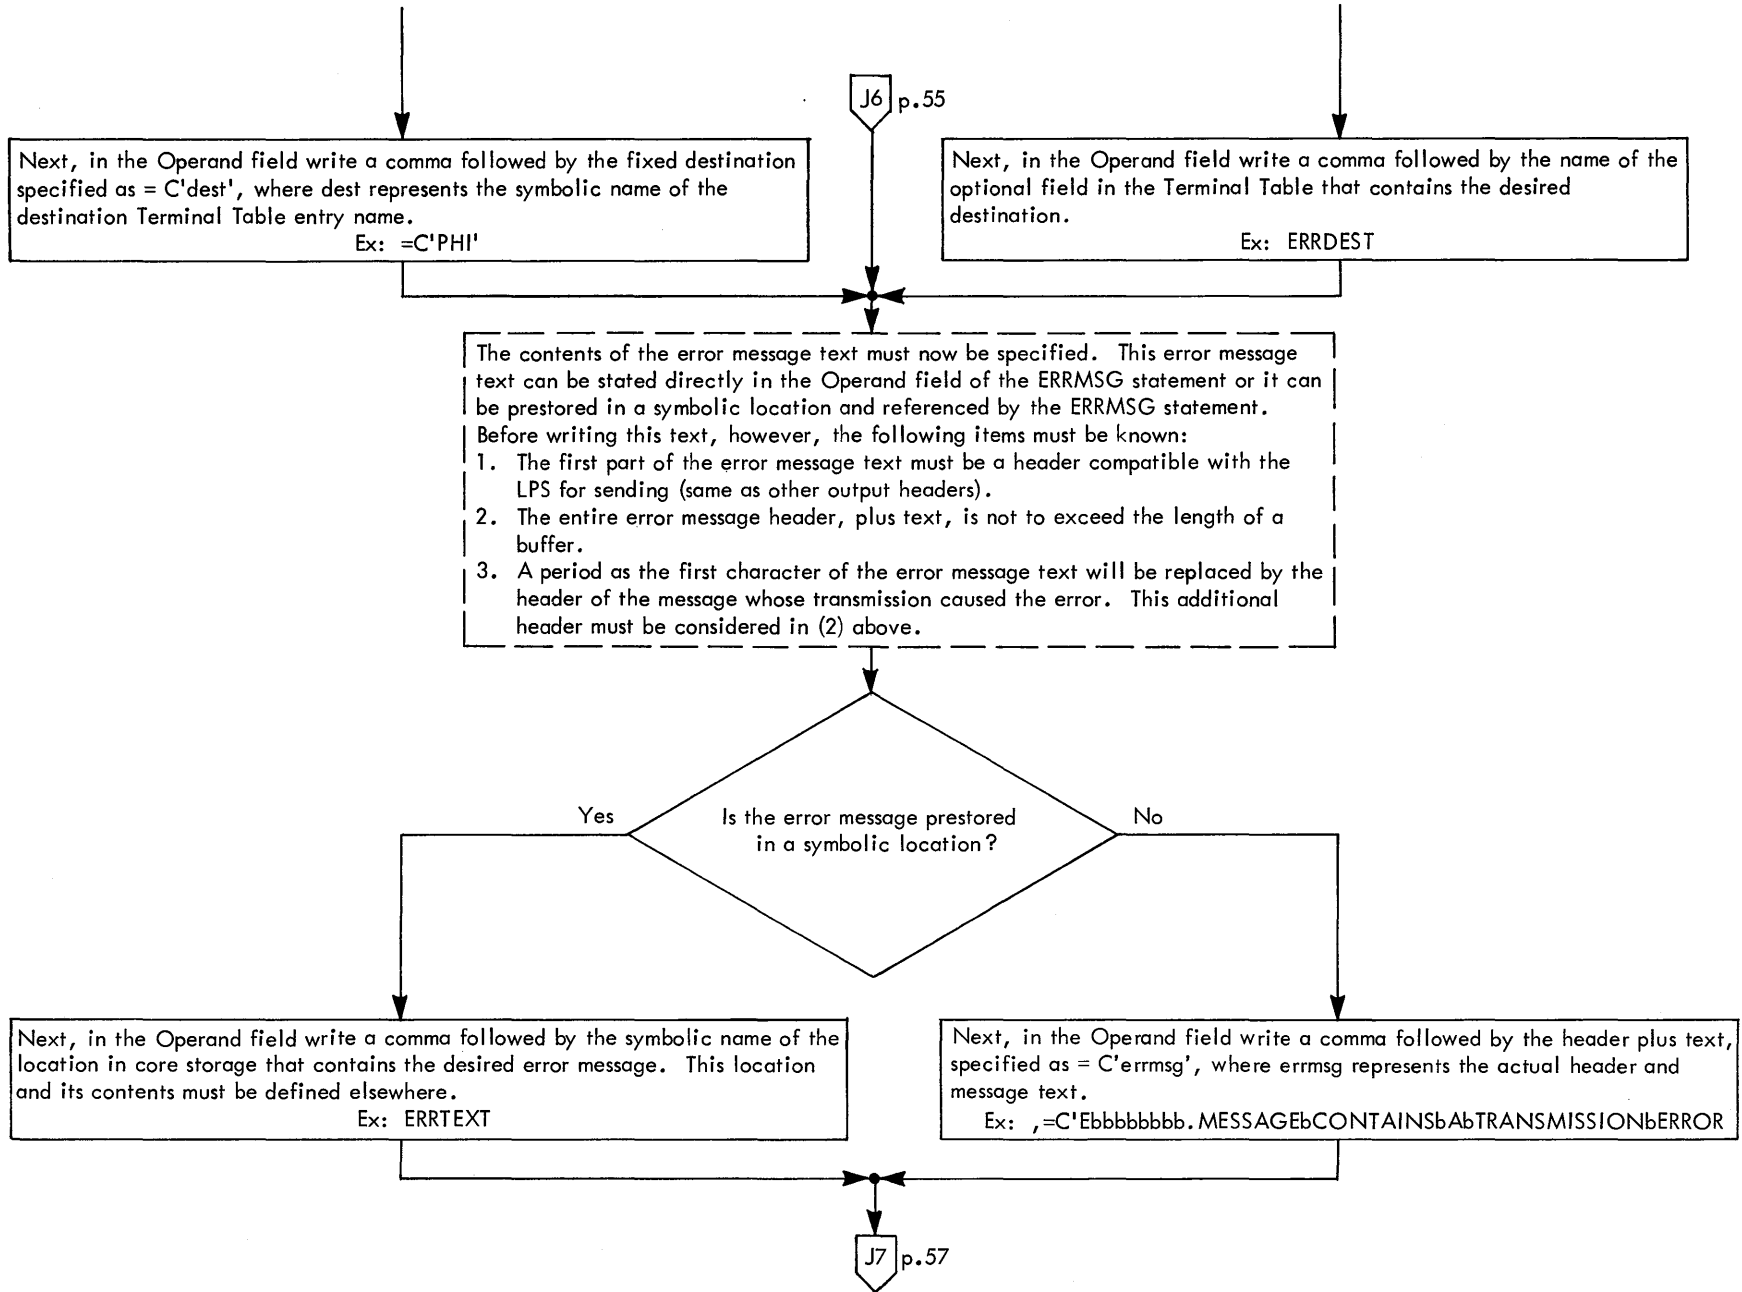 J6 p.55
Next, in the Operand field write a comma followed by the fixed destination
specified as = C'dest', where dest represents the symbolic name of the
destination Terminal Table entry name.
Ex: =C'PHI'
Next, in the Operand field write a comma followed by the name of the
optional field in the Terminal Table that contains the desired
destination.
Ex: ERRDEST
The contents of the error message text must now be specified. This error message
text can be stated directly in the Operand field of the ERRMSG statement or it can
be prestored in a symbolic location and referenced by the ERRMSG statement.
Before writing this text, however, the following items must be known:
1. The first part of the error message text must be a header compatible with the
LPS for sending (same as other output headers).
2. The entire error message header, plus text, is not to exceed the length of a
buffer.
3. A period as the first character of the error message text will be replaced by the
header of the message whose transmission caused the error. This additional
header must be considered in (2) above.
Is the error message prestored
in a symbolic location?
Yes
No
Next, in the Operand field write a comma followed by the symbolic name of the
location in core storage that contains the desired error message. This location
and its contents must be defined elsewhere.
Ex: ERRTEXT
Next, in the Operand field write a comma followed by the header plus text,
specified as = C'errmsg', where errmsg represents the actual header and
message text.
Ex: ,=C'Ebbbbbbbb.MESSAGEbCONTAINSbAbTRANSMISSIONbERROR
J7 p.57